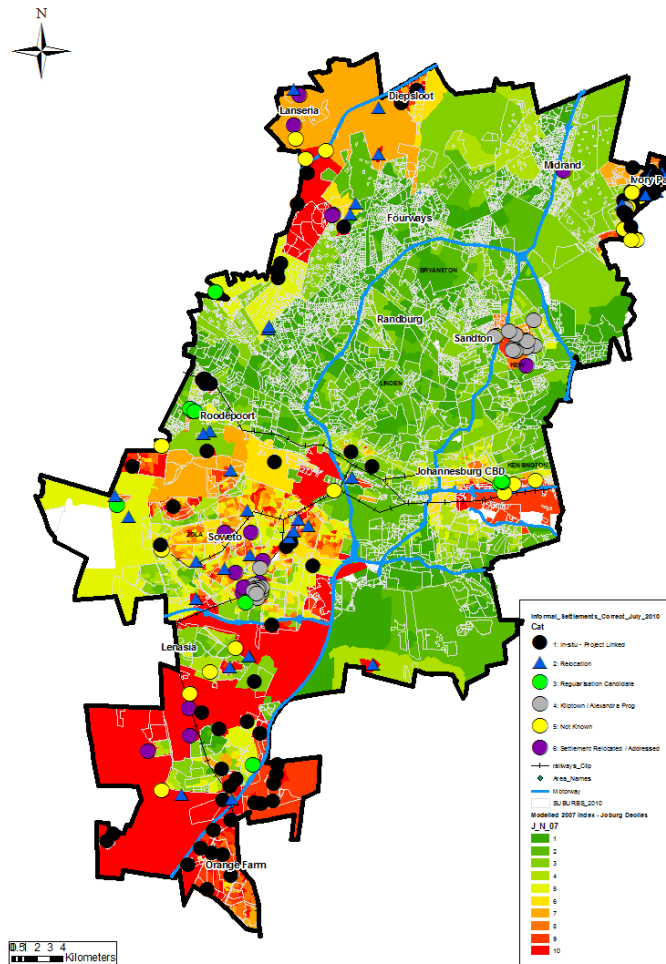 N
Diepsloot
Lanseria
Midrand
Ivory P
Fourways
BRYANSTON
Randburg
Sandton
KEW
LINDEN
Roodepoort
Johannesburg CBD
KENSINGTON
ZOLA
Soweto
Lenasia
Orange Farm
Informal_Settlements_Correct_July_2010
Cat
1: In-situ - Project Linked
2: Relocation
3: Regularisation Candidate
4: Kliptown / Alexandra Prog
5: Not Known
6: Settlement Relocated / Addressed
railways_Clip
Area_Names
Motorway
SUBURBS_2010
Modelled 2007 Index - Joburg Deciles
J_N_07
1
2
3
4
5
6
7
8
9
10
0 0.5 1 2 3 4
Kilometers